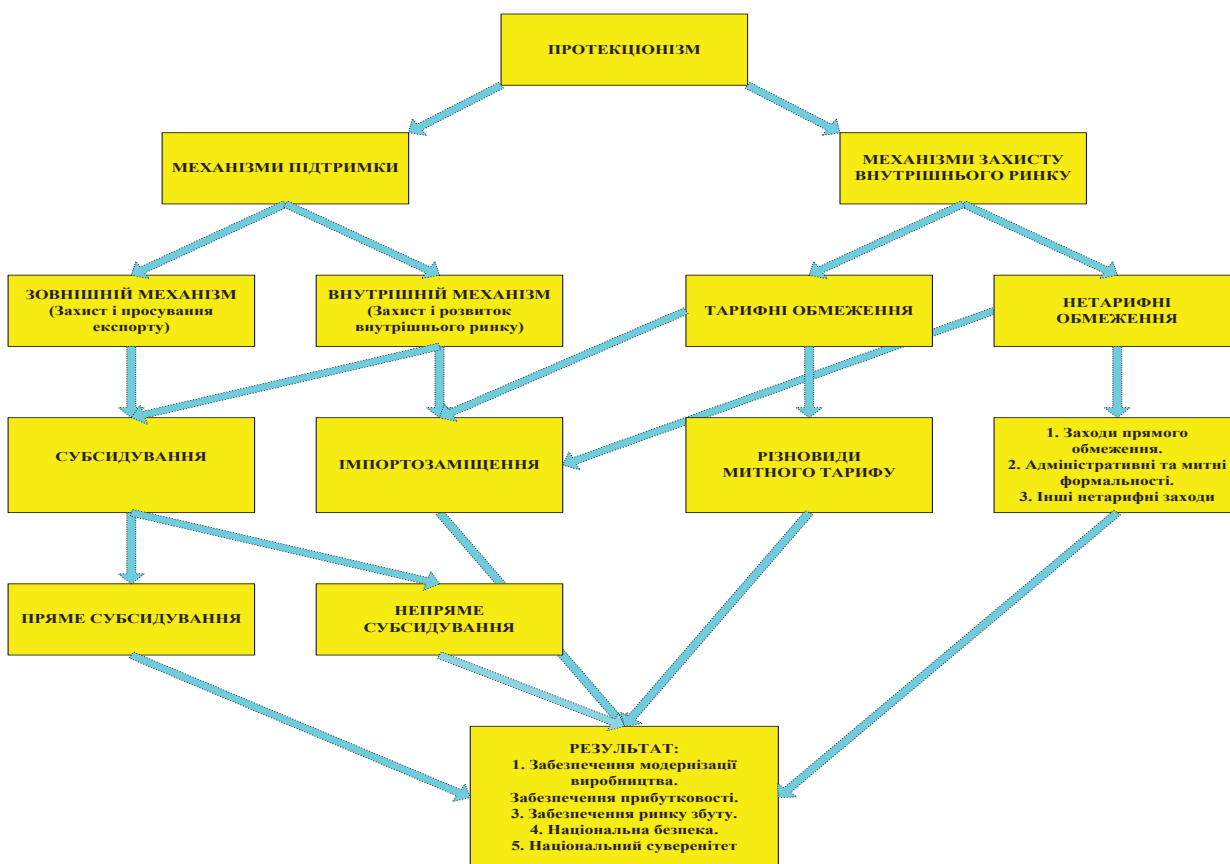 ПРОТЕКЦІОНІЗМ
МЕХАНІЗМИ ПІДТРИМКИ
МЕХАНІЗМИ ЗАХИСТУ
ВНУТРІШНЬОГО РИНКУ
ЗОВНІШНІЙ МЕХАНІЗМ
(Захист і просування
експорту)
ВНУТРІШНІЙ МЕХАНІЗМ
(Захист і розвиток
внутрішнього ринку)
ТАРИФНІ ОБМЕЖЕННЯ
НЕТАРИФНІ
ОБМЕЖЕННЯ
СУБСИДУВАННЯ
ІМПОРТОЗАМІЩЕННЯ
РІЗНОВИДИ
МИТНОГО ТАРИФУ
1. Заходи прямого
обмеження.
2. Адміністративні та митні
формальності.
3. Інші нетарифні заходи
ПРЯМЕ СУБСИДУВАННЯ
НЕПРЯМЕ
СУБСИДУВАННЯ
РЕЗУЛЬТАТ:
1. Забезпечення модернізації
виробництва.
Забезпечення прибутковості.
3. Забезпечення ринку збуту.
4. Національна безпека.
5. Національний суверенітет